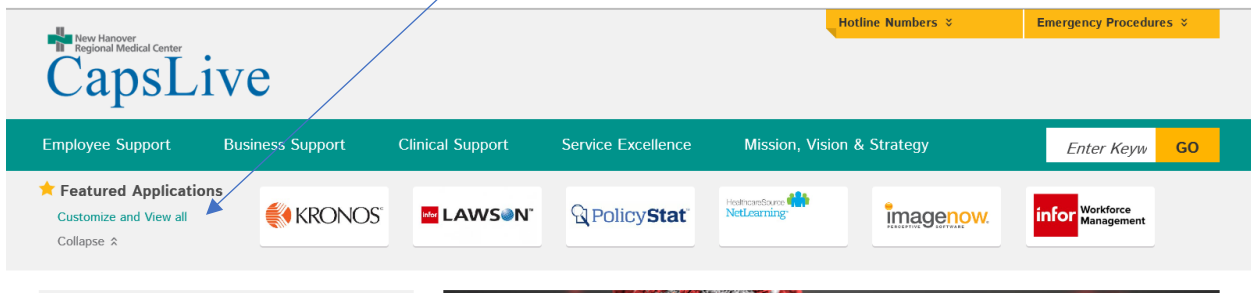 Hotline Numbers
Emergency Procedures
New Hanover
Regional Medical Center
CapsLive
Employee Support
Business Support
Clinical Support
Service Excellence
Mission, Vision & Strategy
Enter Keyw
GO
Featured Applications
Customize and View all
Collapse
KRONOS
infor LAWSON
PolicyStat
HealthcareSource
NetLearning
imagenow.
PERCEPTIVE SOFTWARE
infor Workforce
Management